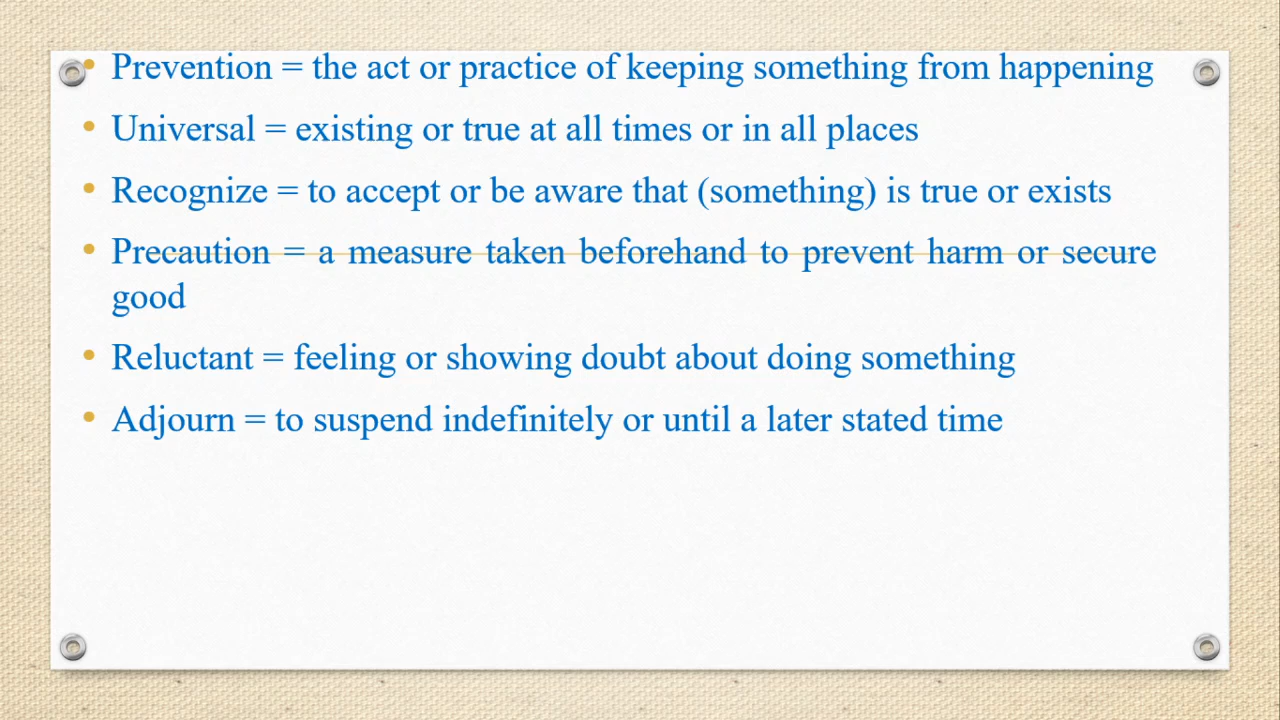 • Prevention = the act or practice of keeping something from happening
• Universal = existing or true at all times or in all places
• Recognize = to accept or be aware that (something) is true or exists
• Precaution = a measure taken beforehand to prevent harm or secure
good
• Reluctant = feeling or showing doubt about doing something
• Adjourn = to suspend indefinitely or until a later stated time